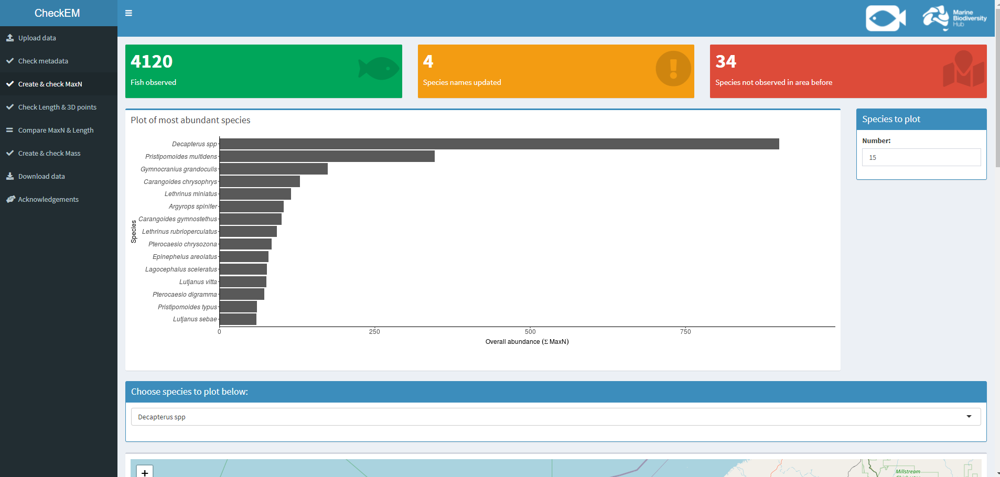 CheckEM
Marine
Biodiversity
Hub
Upload data
Check metadata
Create & check MaxN
Check Length & 3D points
Compare MaxN & Length
Create & check Mass
Download data
Acknowledgements
4120
Fish observed
4
Species names updated
34
Species not observed in area before
Plot of most abundant species
Species
Decapterus spp
Pristipomoides multidens
Gymnocranius grandoculis
Carangoides chrysophrys
Lethrinus miniatus
Argyrops spinifer
Carangoides gymnostethus
Lethrinus rubrioperculatus
Pterocaesio chrysozona
Epinephelus areolatus
Lagocephalus sceleratus
Lutjanus vitta
Pterocaesio digramma
Pristipomoides typus
Lutjanus sebae
0 250 500 750
Overall abundance (Σ MaxN)
Species to plot
Number:
15
Choose species to plot below:
Decapterus spp
+
Millstream